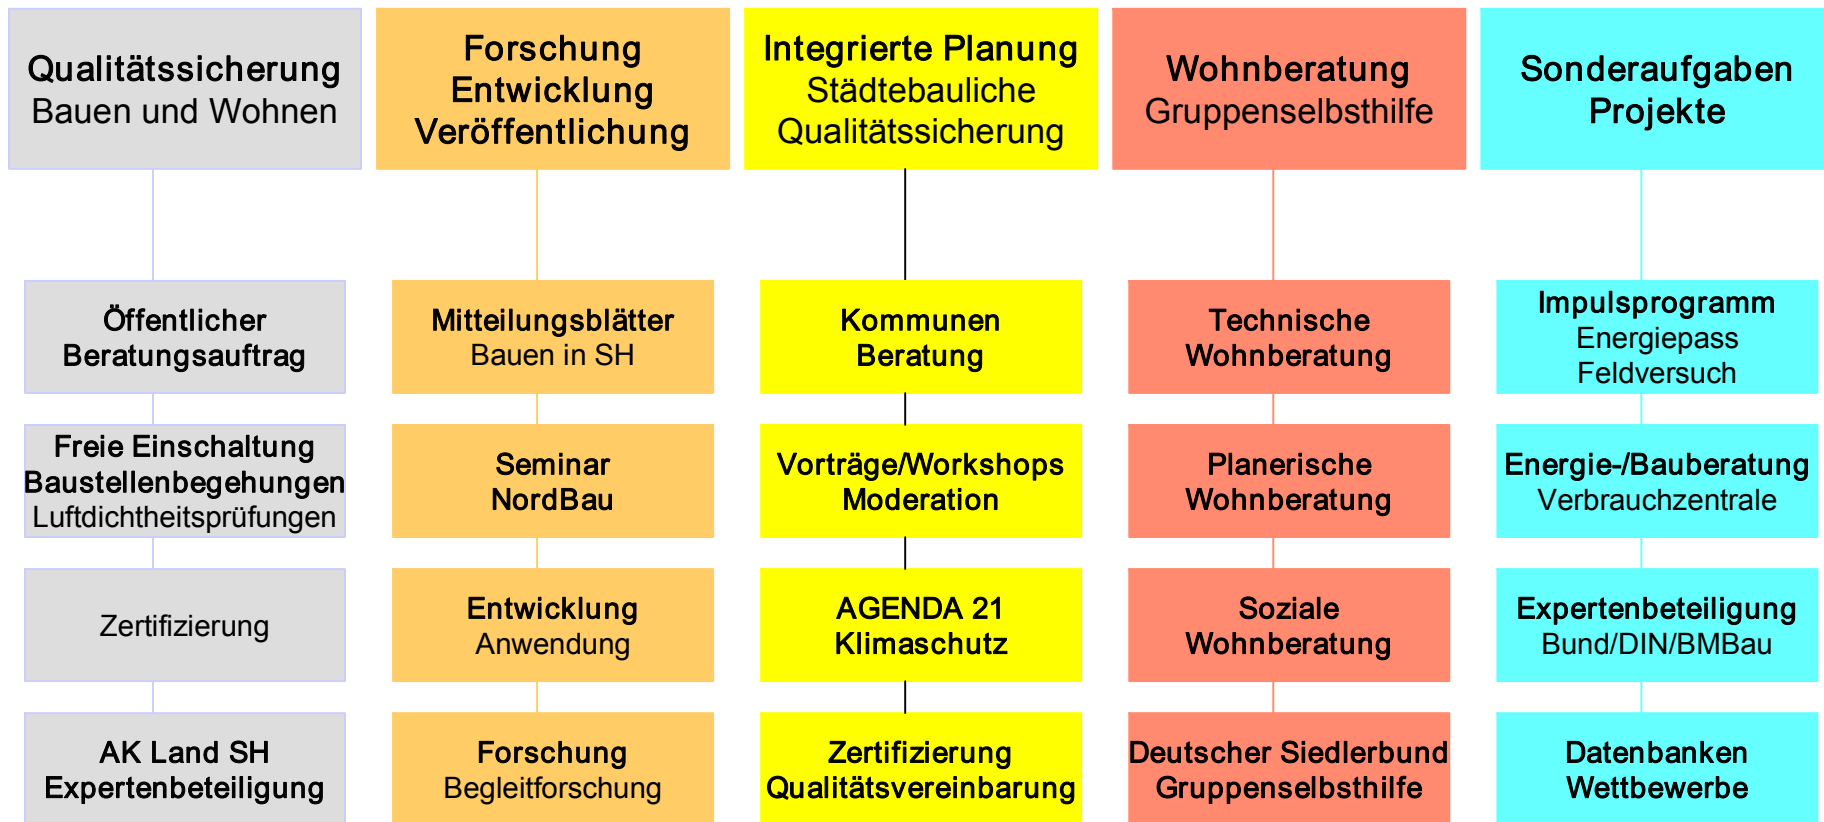 Qualitätssicherung
Bauen und Wohnen
Forschung
Entwicklung
Veröffentlichung
Integrierte Planung
Städtebauliche
Qualitätssicherung
Wohnberatung
Gruppenselbsthilfe
Sonderaufgaben
Projekte
Öffentlicher
Beratungsauftrag
Mitteilungsblätter
Bauen in SH
Kommunen
Beratung
Technische
Wohnberatung
Impulsprogramm
Energiepass
Feldversuch
Freie Einschaltung
Baustellenbegehungen
Luftdichtheitsprüfungen
Seminar
NordBau
Vorträge/Workshops
Moderation
Planerische
Wohnberatung
Energie-/Bauberatung
Verbrauchzentrale
Zertifizierung
Entwicklung
Anwendung
AGENDA 21
Klimaschutz
Soziale
Wohnberatung
Expertenbeteiligung
Bund/DIN/BMBau
AK Land SH
Expertenbeteiligung
Forschung
Begleitforschung
Zertifizierung
Qualitätsvereinbarung
Deutscher Siedlerbund
Gruppenselbsthilfe
Datenbanken
Wettbewerbe